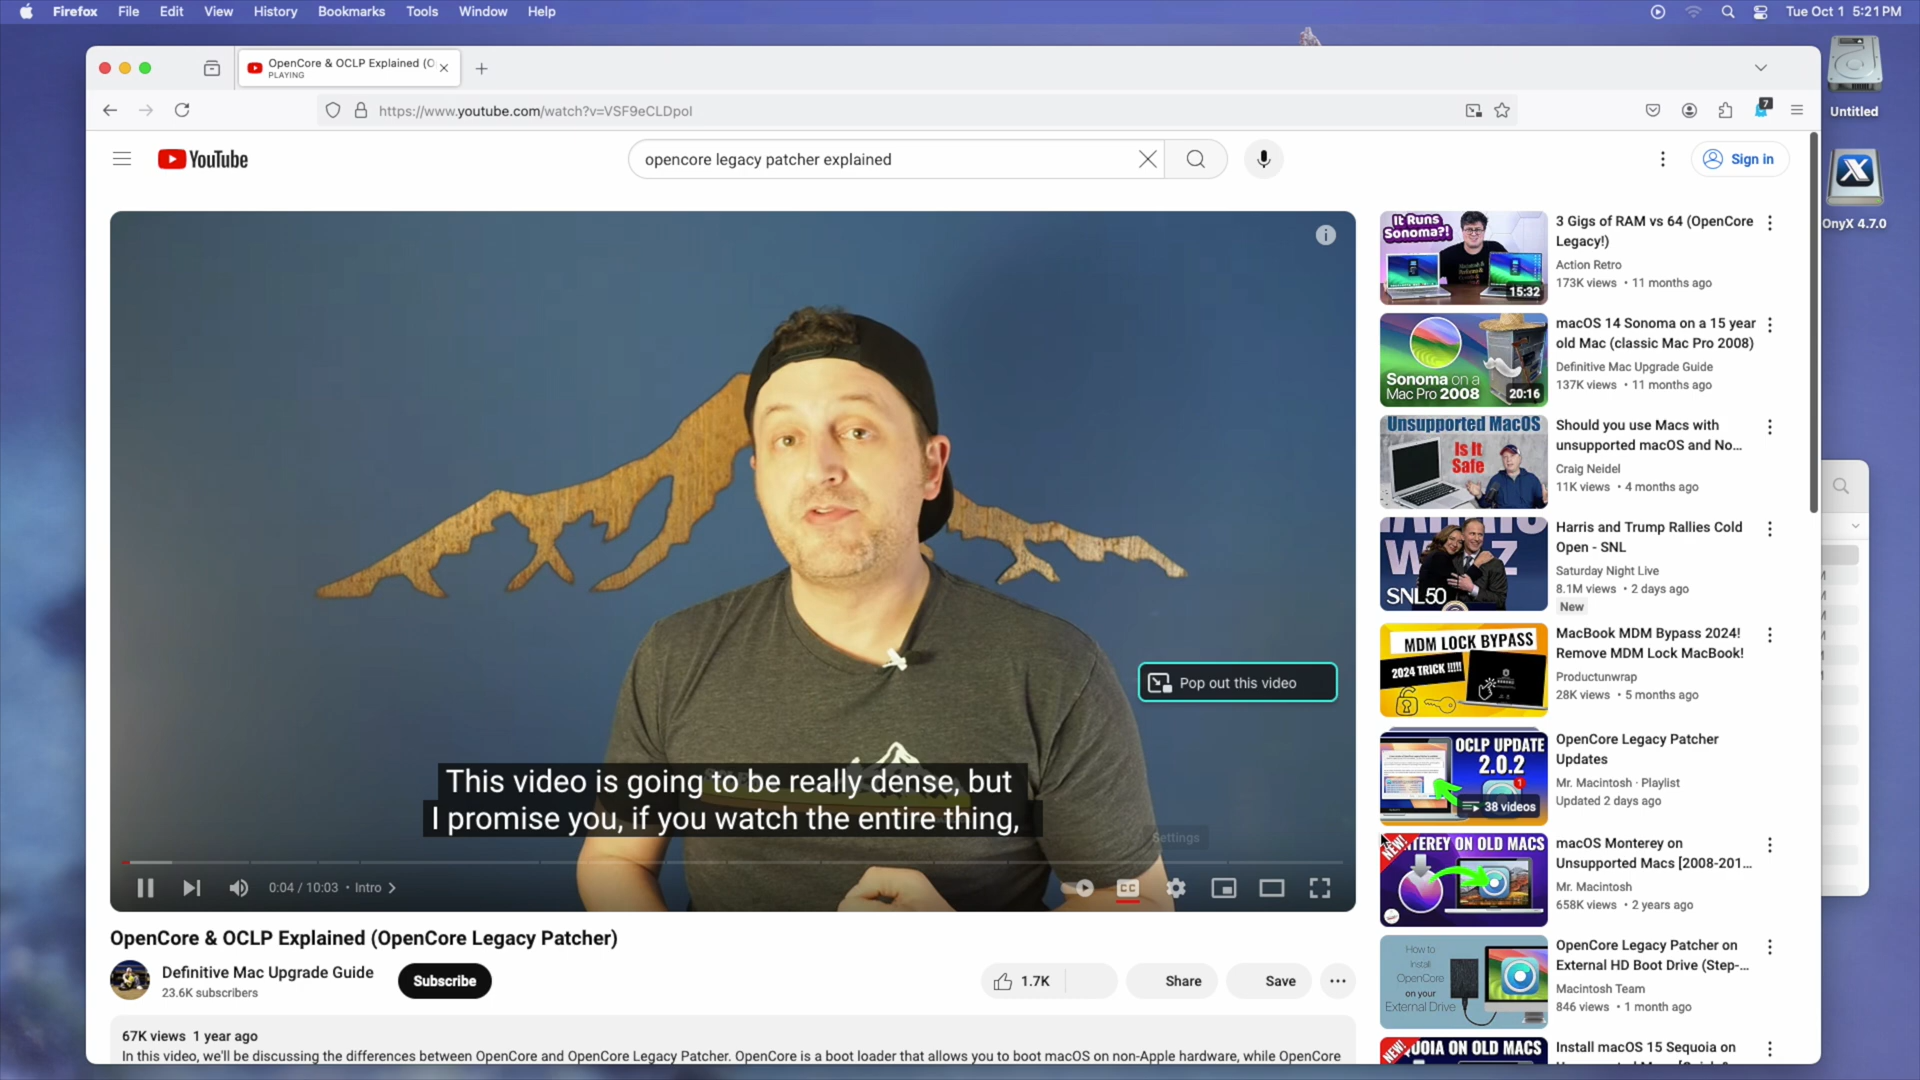 Firefox File Edit View History Bookmarks Tools Window Help
Tue Oct 1 5:21 PM
OpenCore & OCLP Explained (O
PLAYING
https://www.youtube.com/watch?v=VSF9eCLDpoI
7
Untitled
YouTube
opencore legacy patcher explained
Sign in
OnyX 4.7.0
It Runs
Sonoma?!
15:32
3 Gigs of RAM vs 64 (OpenCore
Legacy!)
Action Retro
173K views • 11 months ago
Sonoma on a
Mac Pro 2008
20:16
macOS 14 Sonoma on a 15 year
old Mac (classic Mac Pro 2008)
Definitive Mac Upgrade Guide
137K views • 11 months ago
Unsupported MacOS
Is It
Safe
Should you use Macs with
unsupported macOS and No...
Craig Neidel
11K views • 4 months ago
SNL50
Harris and Trump Rallies Cold
Open - SNL
Saturday Night Live
8.1M views • 2 days ago
New
MDM LOCK BYPASS
2024 TRICK !!!!!
MacBook MDM Bypass 2024!
Remove MDM Lock MacBook!
Productunwrap
28K views • 5 months ago
Pop out this video
OCLP UPDATE
2.0.2
38 videos
OpenCore Legacy Patcher
Updates
Mr. Macintosh · Playlist
Updated 2 days ago
This video is going to be really dense, but
I promise you, if you watch the entire thing,
Settings
0:04 / 10:03 • Intro
CC
NEW!
TEREY ON OLD MACS
macOS Monterey on
Unsupported Macs [2008-201...
Mr. Macintosh
658K views • 2 years ago
OpenCore & OCLP Explained (OpenCore Legacy Patcher)
Definitive Mac Upgrade Guide
23.6K subscribers
Subscribe
1.7K
Share
Save
How to
Install
OpenCore
on your
External Drive
OpenCore Legacy Patcher on
External HD Boot Drive (Step-...
Macintosh Team
846 views • 1 month ago
67K views 1 year ago
In this video, we'll be discussing the differences between OpenCore and OpenCore Legacy Patcher. OpenCore is a boot loader that allows you to boot macOS on non-Apple hardware, while OpenCore
NEW!
UOIA ON OLD MACS
Install macOS 15 Sequoia on